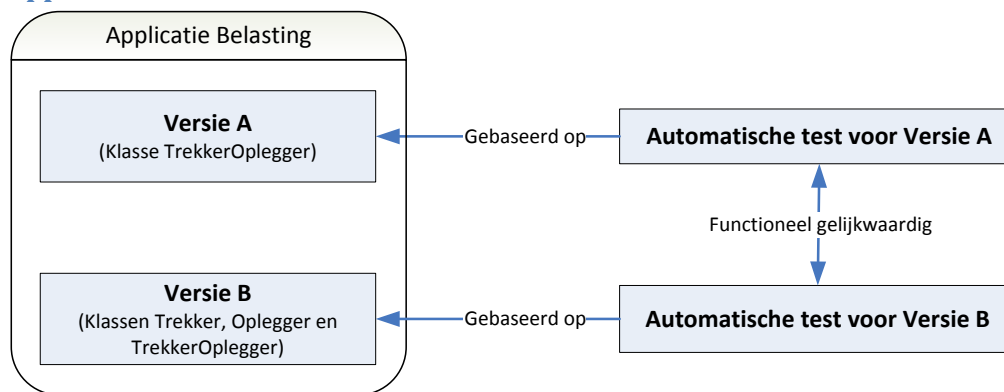 Applicatie Belasting
Versie A
(Klasse TrekkerOplegger)
Gebaseerd op
Automatische test voor Versie A
Functioneel gelijkwaardig
Versie B
(Klassen Trekker, Oplegger en
TrekkerOplegger)
Gebaseerd op
Automatische test voor Versie B